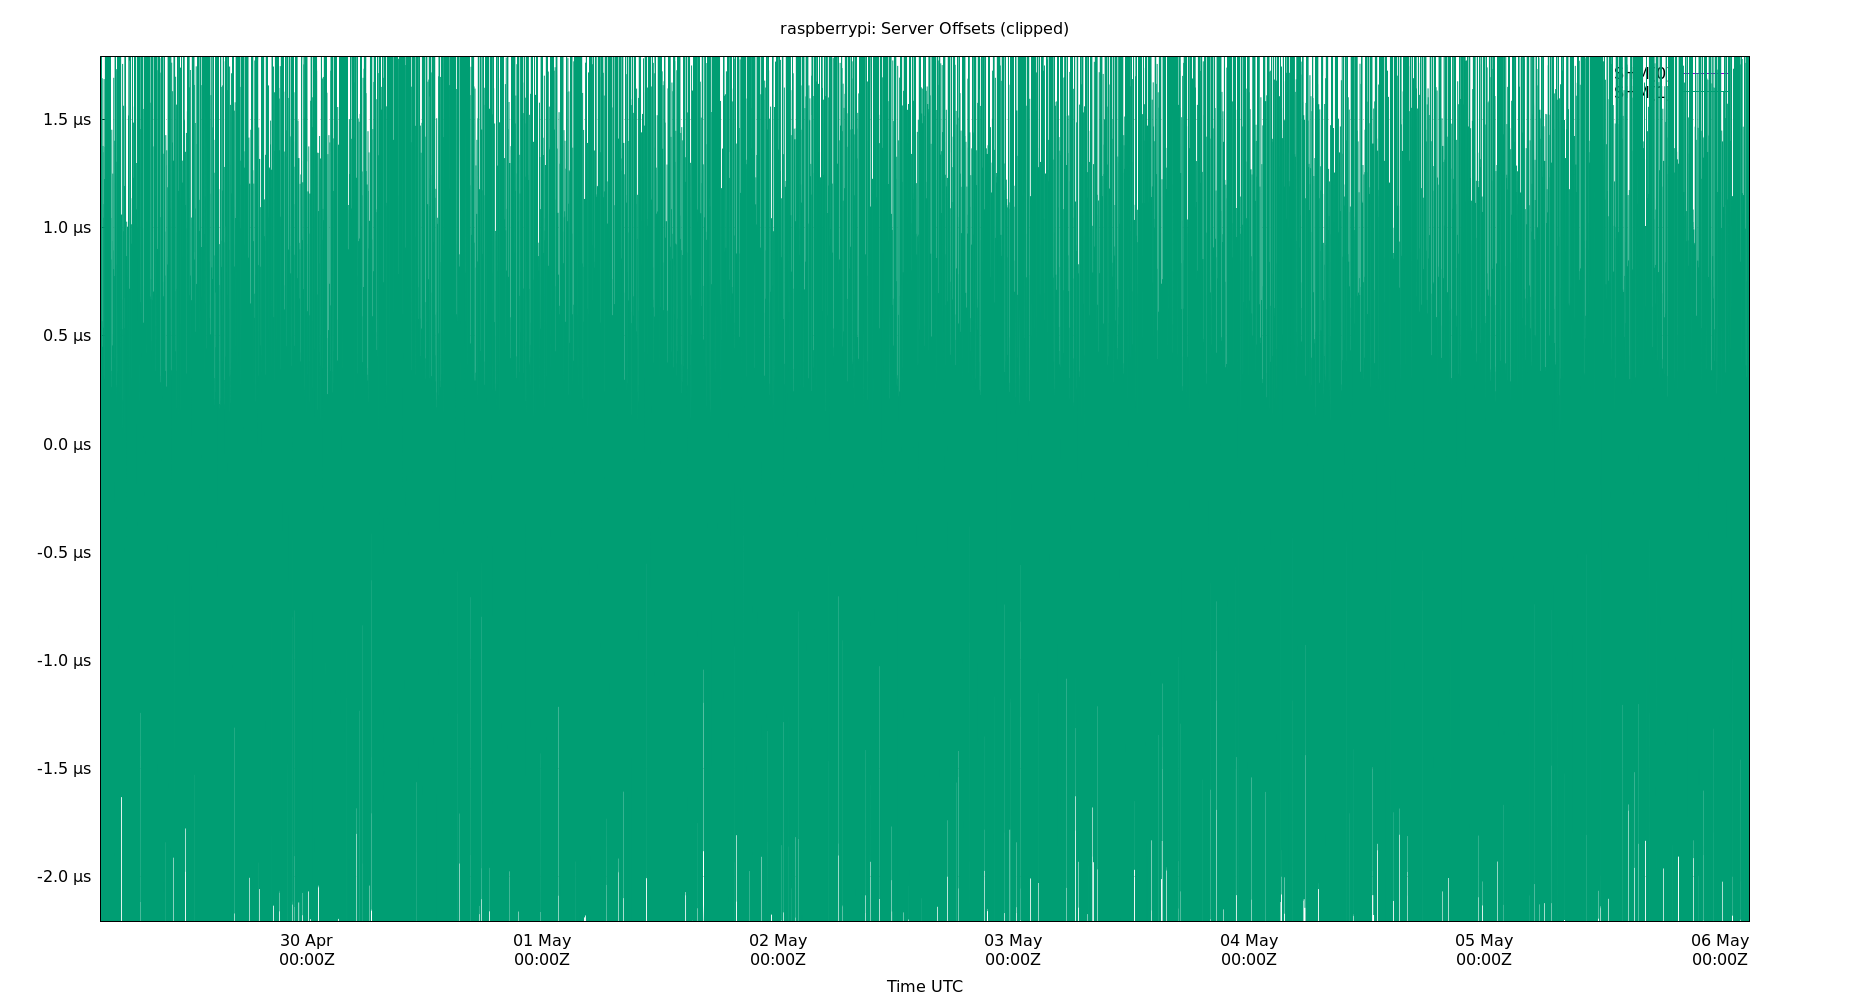 raspberrypi: Server Offsets (clipped)
1.5 µs
1.0 µs
0.5 µs
0.0 µs
-0.5 µs
-1.0 µs
-1.5 µs
-2.0 µs
30 Apr 01 May 02 May 03 May 04 May 05 May 06 May
00:00Z 00:00Z 00:00Z 00:00Z 00:00Z 00:00Z 00:00Z
Time UTC